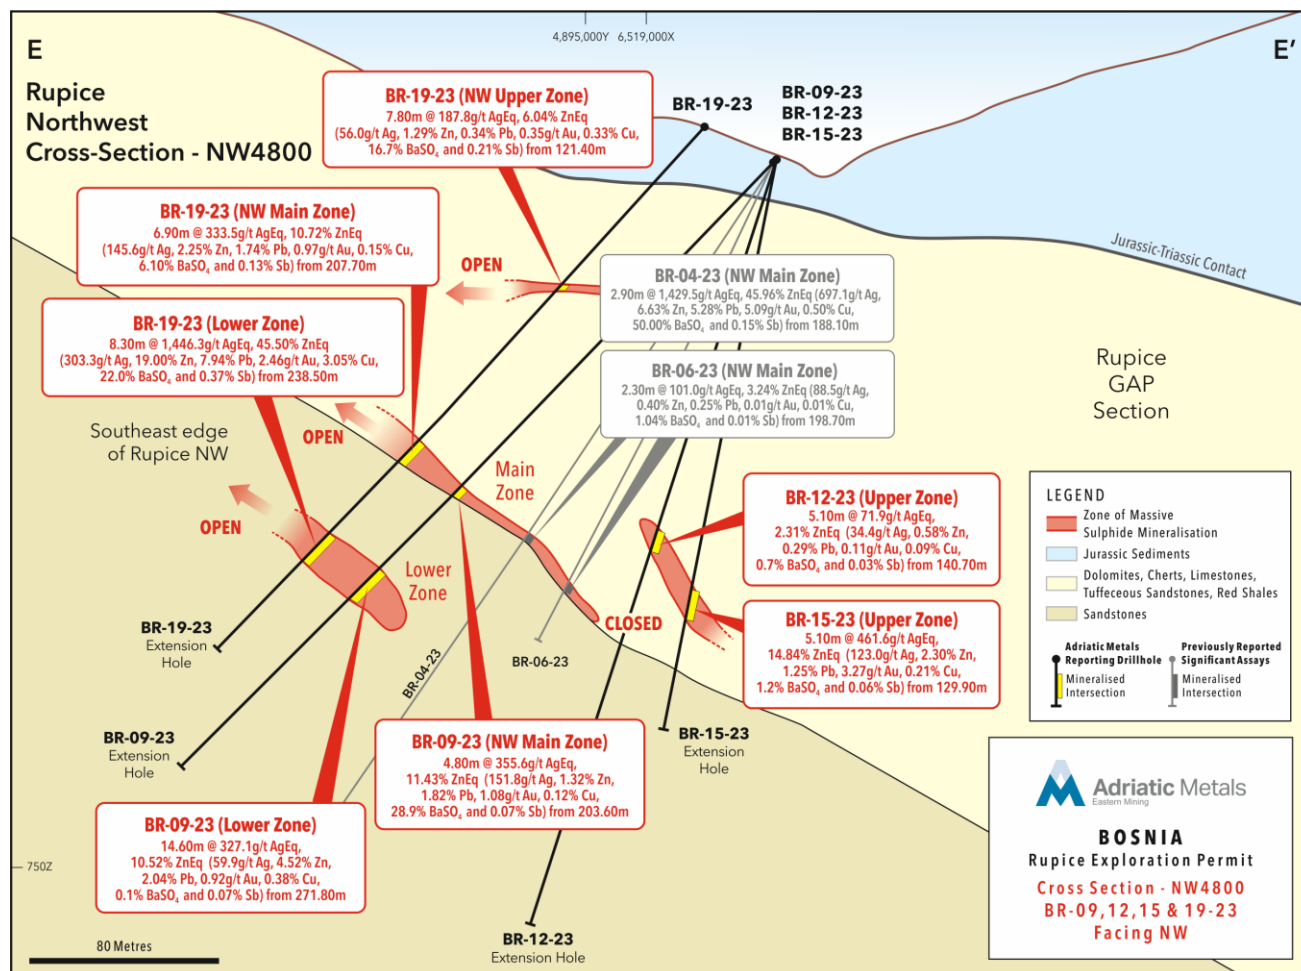 E
E'
4,895,000Y 6,519,000X
Rupice
Northwest
Cross-Section - NW4800
BR-19-23 (NW Upper Zone)
7.80m @ 187.8g/t AgEq, 6.04% ZnEq
(56.0g/t Ag, 1.29% Zn, 0.34% Pb, 0.35g/t Au, 0.33% Cu,
16.7% BaSO₄ and 0.21% Sb) from 121.40m
BR-19-23
BR-09-23
BR-12-23
BR-15-23
BR-19-23 (NW Main Zone)
6.90m @ 333.5g/t AgEq, 10.72% ZnEq
(145.6g/t Ag, 2.25% Zn, 1.74% Pb, 0.97g/t Au, 0.15% Cu,
6.10% BaSO₄ and 0.13% Sb) from 207.70m
OPEN
Jurassic-Triassic Contact
BR-04-23 (NW Main Zone)
2.90m @ 1,429.5g/t AgEq, 45.96% ZnEq (697.1g/t Ag,
6.63% Zn, 5.28% Pb, 5.09g/t Au, 0.50% Cu,
50.00% BaSO₄ and 0.15% Sb) from 188.10m
BR-19-23 (Lower Zone)
8.30m @ 1,446.3g/t AgEq, 45.50% ZnEq
(303.3g/t Ag, 19.00% Zn, 7.94% Pb, 2.46g/t Au, 3.05% Cu,
22.0% BaSO₄ and 0.37% Sb) from 238.50m
BR-06-23 (NW Main Zone)
2.30m @ 101.0g/t AgEq, 3.24% ZnEq (88.5g/t Ag,
0.40% Zn, 0.25% Pb, 0.01g/t Au, 0.01% Cu,
1.04% BaSO₄ and 0.01% Sb) from 198.70m
Rupice
GAP
Section
Southeast edge
of Rupice NW
OPEN
Main
Zone
OPEN
Lower
Zone
BR-12-23 (Upper Zone)
5.10m @ 71.9g/t AgEq,
2.31% ZnEq (34.4g/t Ag, 0.58% Zn,
0.29% Pb, 0.11g/t Au, 0.09% Cu,
0.7% BaSO₄ and 0.03% Sb) from 140.70m
BR-15-23 (Upper Zone)
5.10m @ 461.6g/t AgEq,
14.84% ZnEq (123.0g/t Ag, 2.30% Zn,
1.25% Pb, 3.27g/t Au, 0.21% Cu,
1.2% BaSO₄ and 0.06% Sb) from 129.90m
CLOSED
LEGEND
Zone of Massive
Sulphide Mineralisation
Jurassic Sediments
Dolomites, Cherts, Limestones,
Tuffeceous Sandstones, Red Shales
Sandstones
Adriatic Metals
Reporting Drillhole
Mineralised
Intersection
Previously Reported
Significant Assays
Mineralised
Intersection
BR-19-23
Extension
Hole
BR-04-23
BR-06-23
BR-09-23
Extension
Hole
BR-15-23
Extension
Hole
BR-09-23 (NW Main Zone)
4.80m @ 355.6g/t AgEq,
11.43% ZnEq (151.8g/t Ag, 1.32% Zn,
1.82% Pb, 1.08g/t Au, 0.12% Cu,
28.9% BaSO₄ and 0.07% Sb) from 203.60m
BR-09-23 (Lower Zone)
14.60m @ 327.1g/t AgEq,
10.52% ZnEq (59.9g/t Ag, 4.52% Zn,
2.04% Pb, 0.92g/t Au, 0.38% Cu,
0.1% BaSO₄ and 0.07% Sb) from 271.80m
750Z
80 Metres
BR-12-23
Extension Hole
Adriatic Metals
Eastern Mining
BOSNIA
Rupice Exploration Permit
Cross Section - NW4800
BR-09,12,15 & 19-23
Facing NW